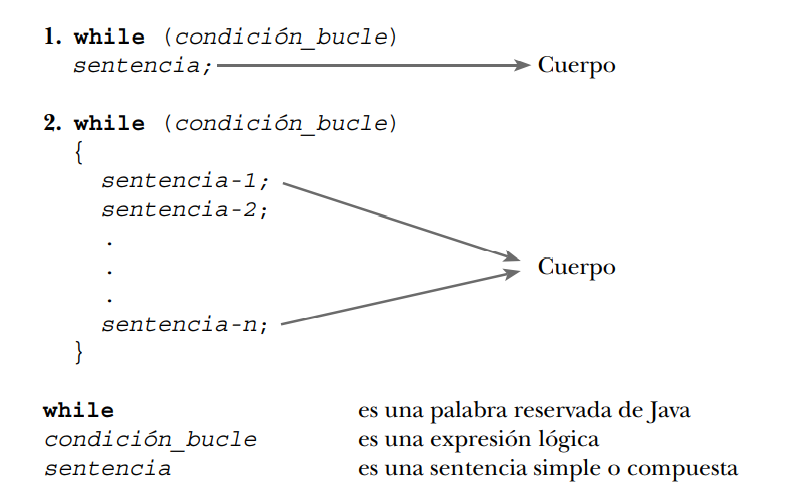 1. while (condición_bucle)
sentencia; Cuerpo
2. while (condición_bucle)
{
sentencia-1;
sentencia-2;
.
.
.
Cuerpo
sentencia-n;
}
while es una palabra reservada de Java
condición_bucle es una expresión lógica
sentencia es una sentencia simple o compuesta